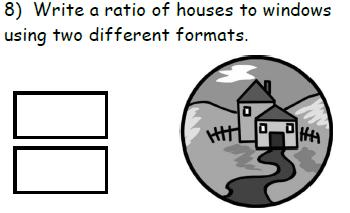 8) Write a ratio of houses to windows
using two different formats.